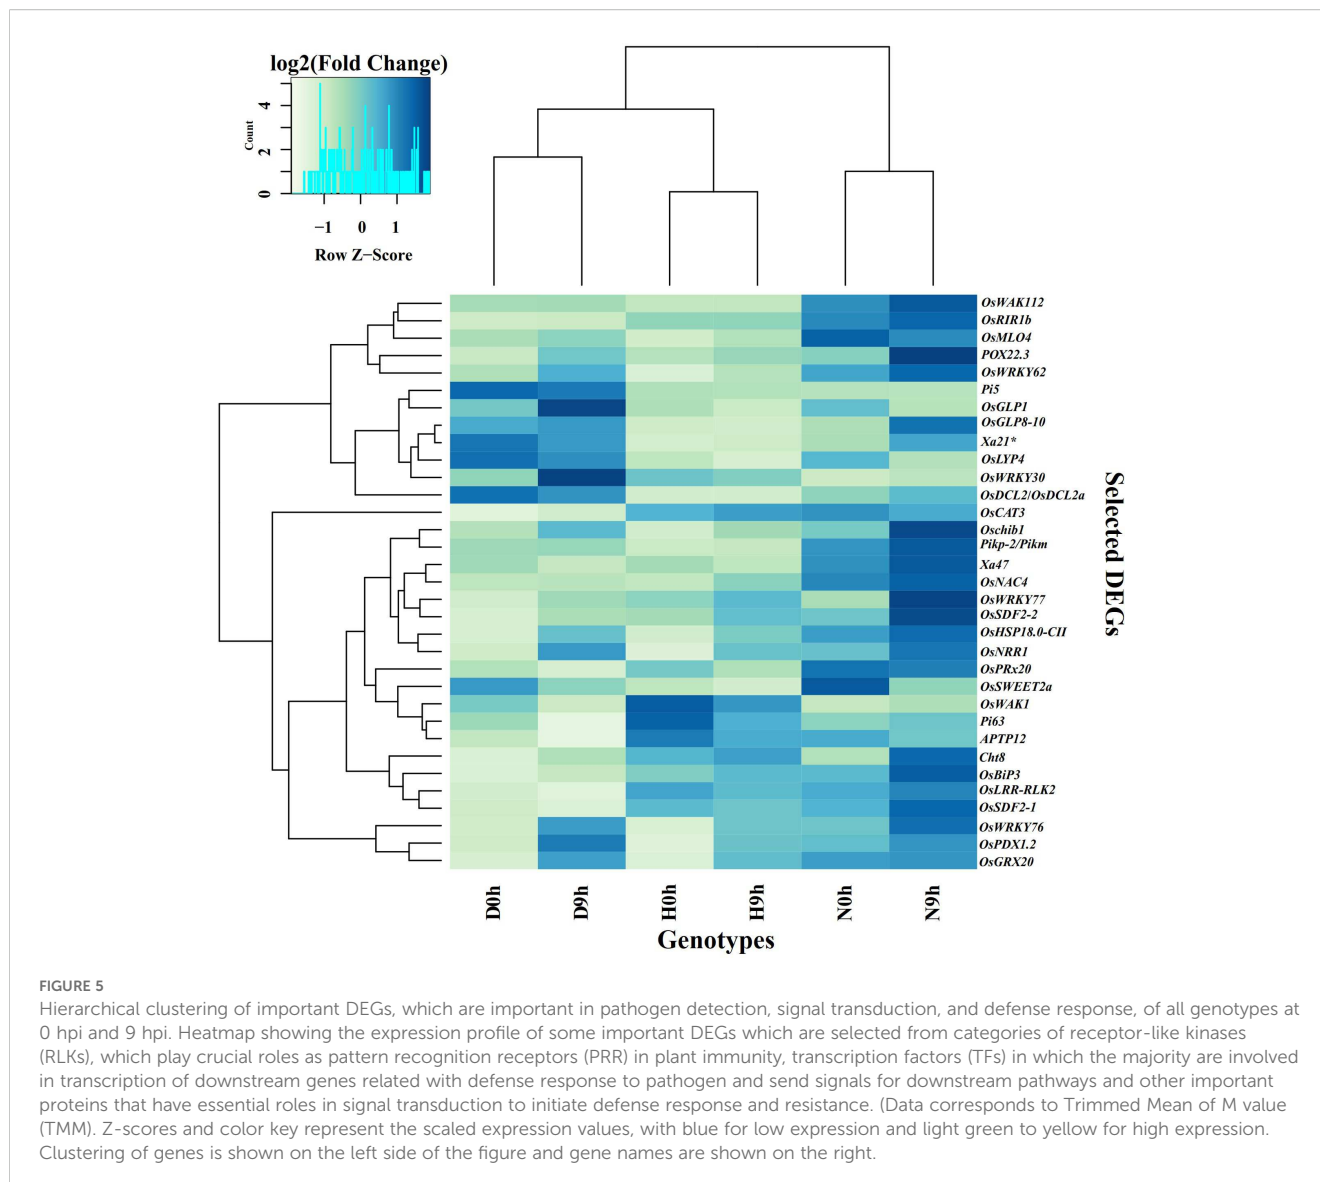 log2(Fold Change)
Count
0 2 4
−1 0 1
Row Z−Score
OsWAK112
OsRIR1b
OsMLO4
POX22.3
OsWRKY62
Pi5
OsGLP1
OsGLP8-10
Xa21*
OsLYP4
OsWRKY30
OsDCL2/OsDCL2a
OsCAT3
Oschib1
Pikp-2/Pikm
Xa47
OsNAC4
OsWRKY77
OsSDF2-2
OsHSP18.0-CII
OsNRR1
OsPRx20
OsSWEET2a
OsWAK1
Pi63
APTP12
Cht8
OsBiP3
OsLRR-RLK2
OsSDF2-1
OsWRKY76
OsPDX1.2
OsGRX20
Selected DEGs
D0h D9h H0h H9h N0h N9h
Genotypes
FIGURE 5
Hierarchical clustering of important DEGs, which are important in pathogen detection, signal transduction, and defense response, of all genotypes at
0 hpi and 9 hpi. Heatmap showing the expression profile of some important DEGs which are selected from categories of receptor-like kinases
(RLKs), which play crucial roles as pattern recognition receptors (PRR) in plant immunity, transcription factors (TFs) in which the majority are involved
in transcription of downstream genes related with defense response to pathogen and send signals for downstream pathways and other important
proteins that have essential roles in signal transduction to initiate defense response and resistance. (Data corresponds to Trimmed Mean of M value
(TMM). Z-scores and color key represent the scaled expression values, with blue for low expression and light green to yellow for high expression.
Clustering of genes is shown on the left side of the figure and gene names are shown on the right.